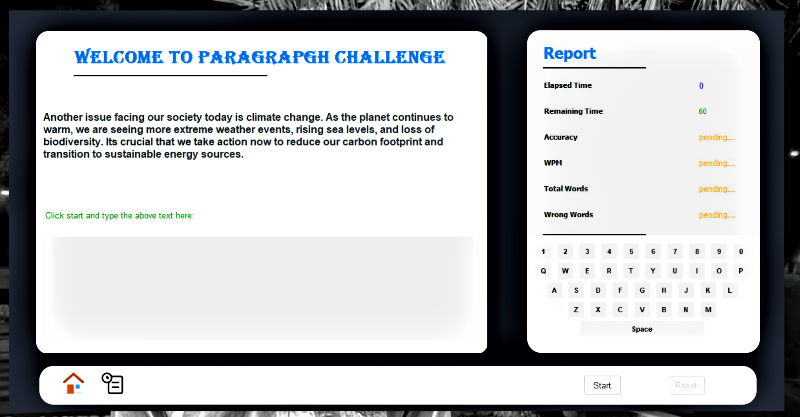 WELCOME TO PARAGRAPGH CHALLENGE
Another issue facing our society today is climate change. As the planet continues to
warm, we are seeing more extreme weather events, rising sea levels, and loss of
biodiversity. Its crucial that we take action now to reduce our carbon footprint and
transition to sustainable energy sources.
Click start and type the above text here:
Report
Elapsed Time 0
Remaining Time 60
Accuracy pending...
WPM pending...
Total Words pending...
Wrong Words pending...
1 2 3 4 5 6 7 8 9 0
Q W E R T Y U I O P
A S D F G H J K L
Z X C V B N M
Space
Start Reset